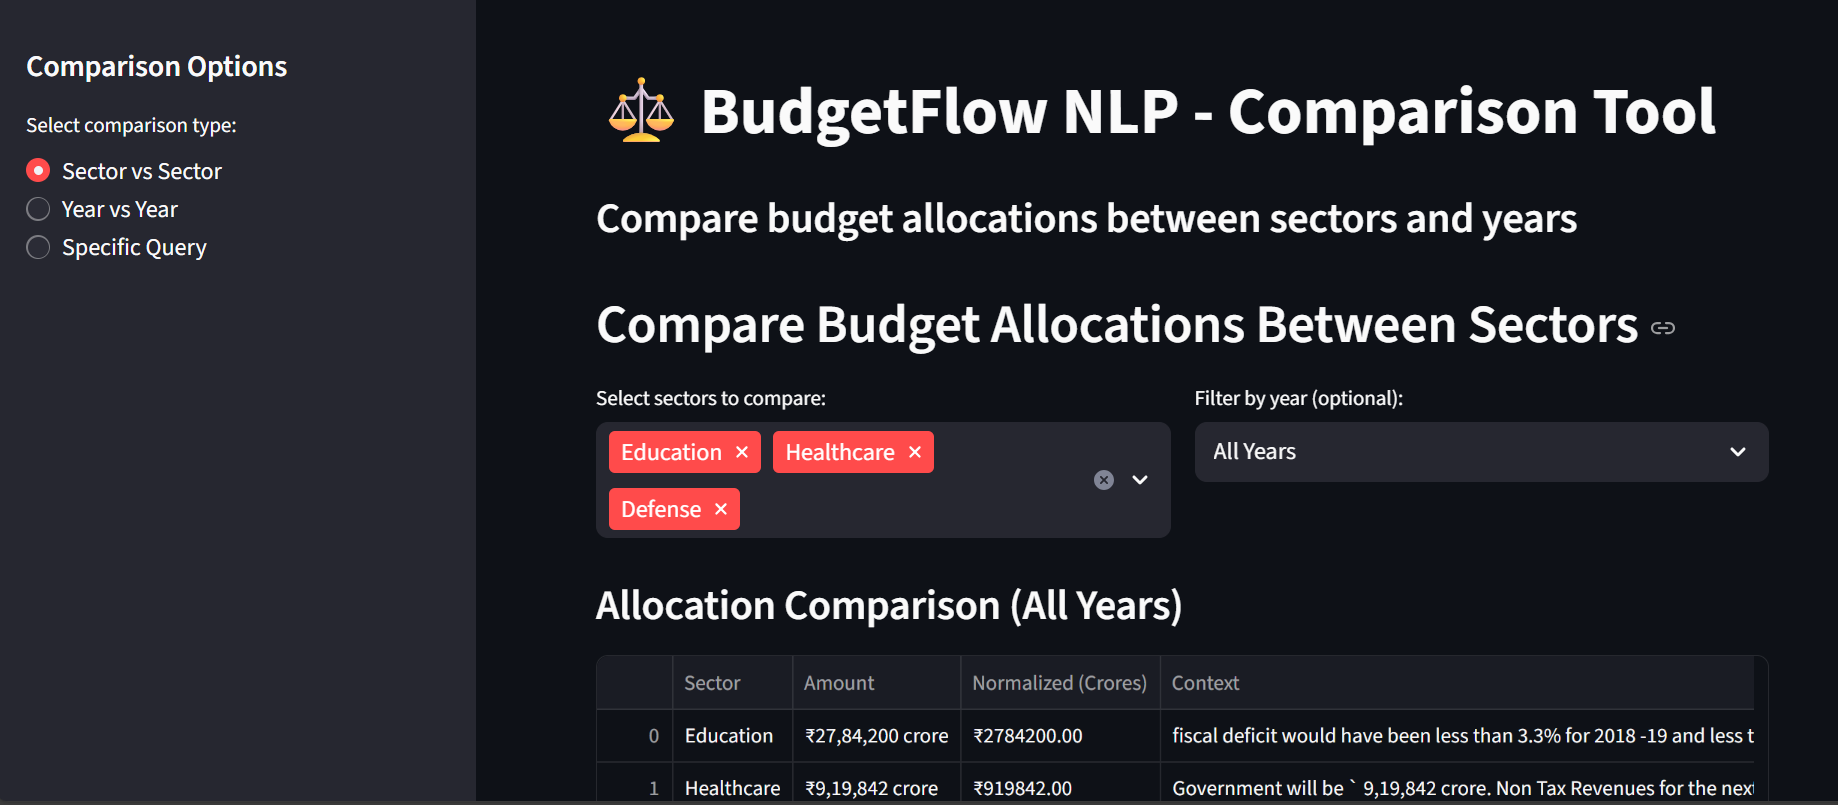 Comparison Options
Select comparison type:
Sector vs Sector
Year vs Year
Specific Query
BudgetFlow NLP - Comparison Tool
Compare budget allocations between sectors and years
Compare Budget Allocations Between Sectors
Select sectors to compare:
Education × Healthcare ×
Defense ×
Filter by year (optional):
All Years
Allocation Comparison (All Years)
Sector Amount Normalized (Crores) Context
0 Education ₹27,84,200 crore ₹2784200.00 fiscal deficit would have been less than 3.3% for 2018 -19 and less t
1 Healthcare ₹9,19,842 crore ₹919842.00 Government will be ` 9,19,842 crore. Non Tax Revenues for the next